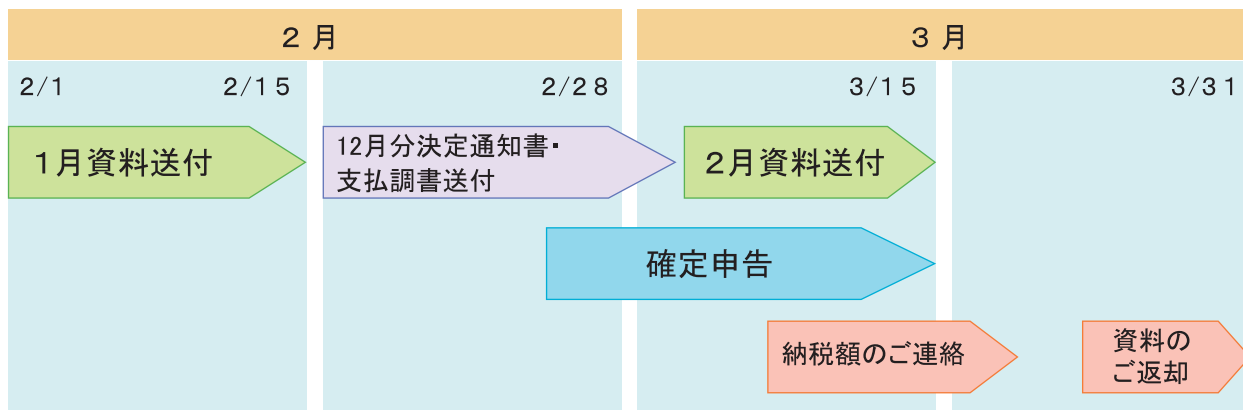 ２月
３月
2/1
2/15
2/28
3/15
3/31
１月資料送付
12月分決定通知書・
支払調書送付
２月資料送付
確定申告
納税額のご連絡
資料の
ご返却